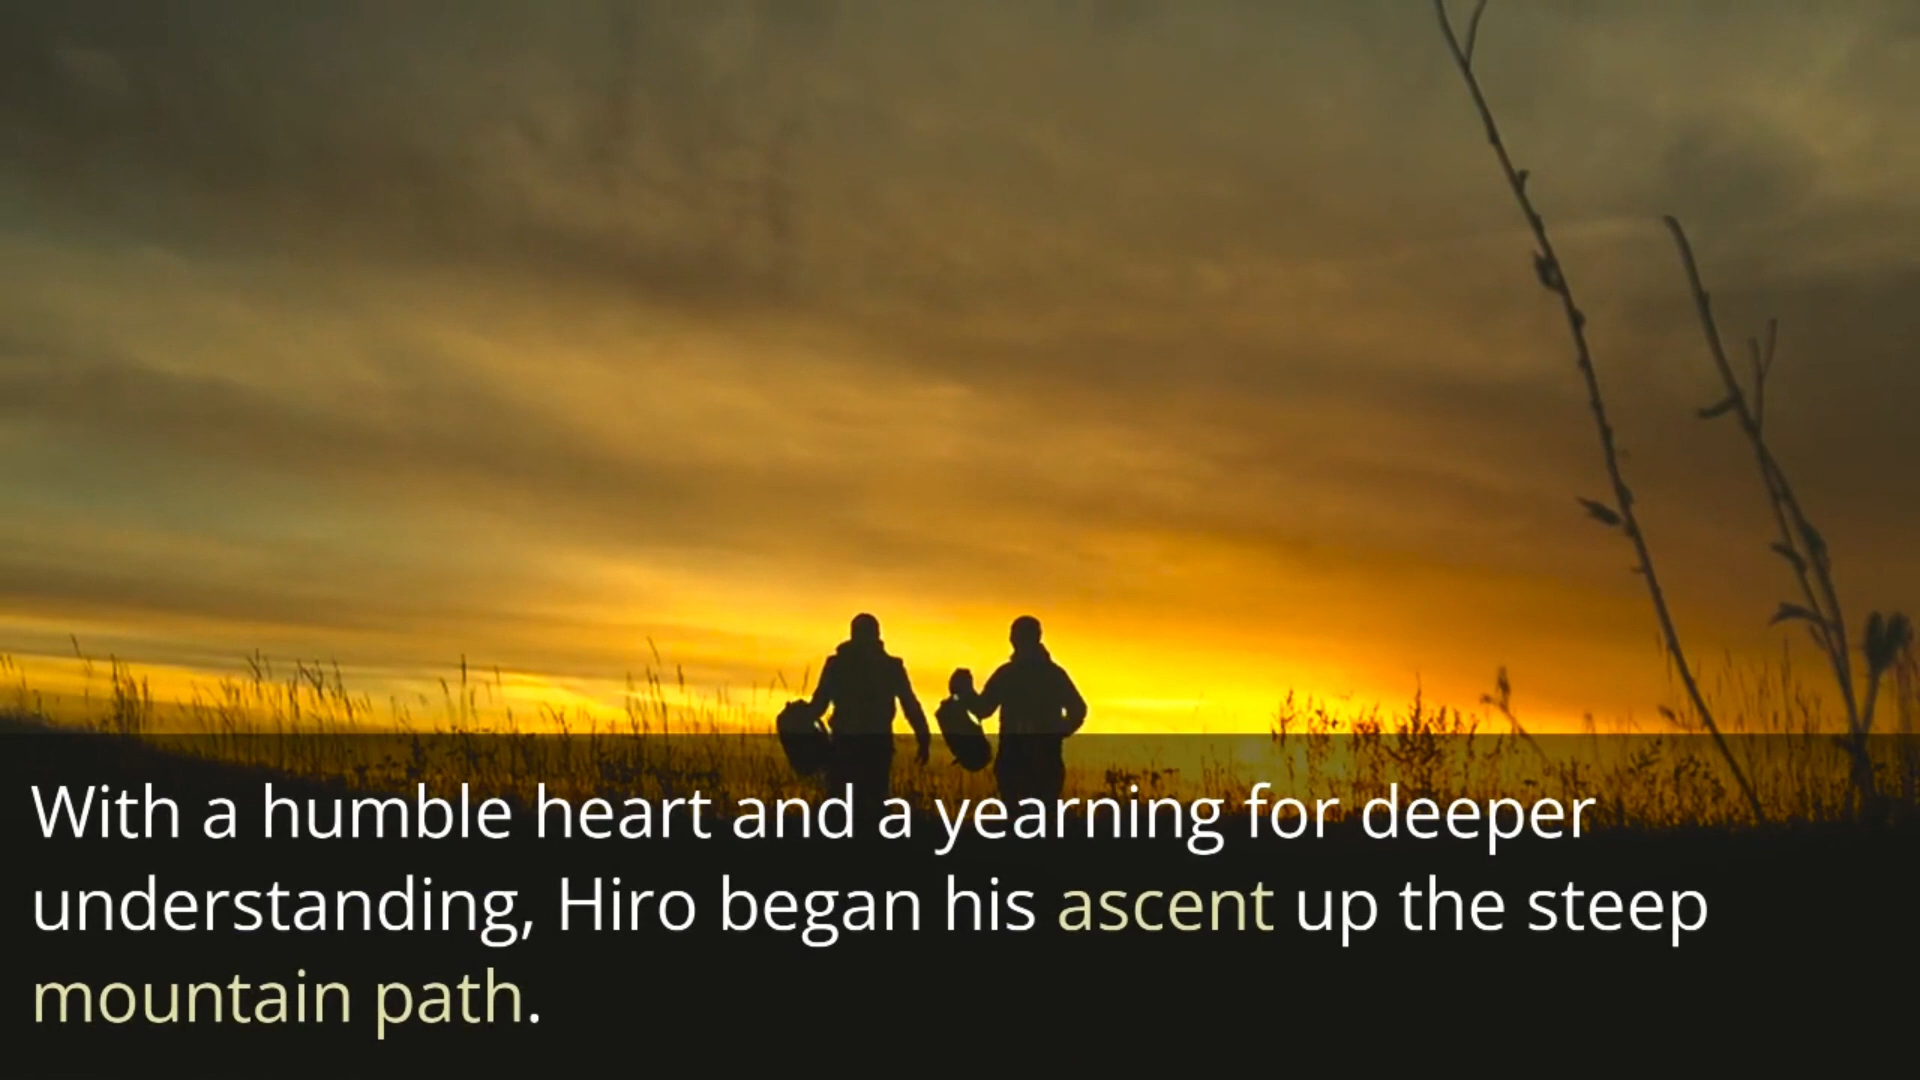 With a humble heart and a yearning for deeper
understanding, Hiro began his ascent up the steep
mountain path.